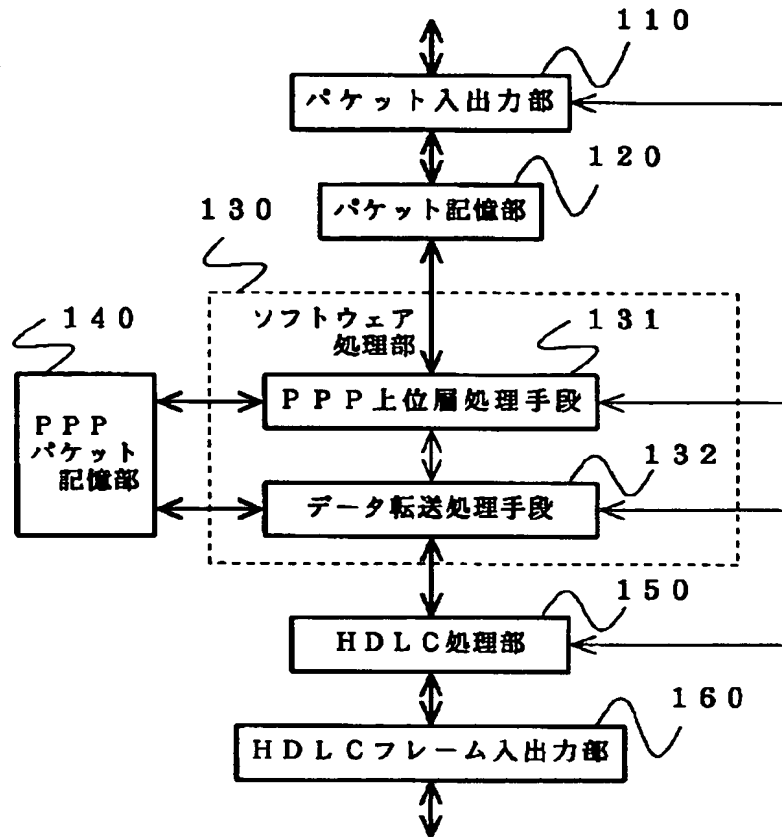 110
パケット入出力部
120
パケット記憶部
130
ソフトウェア
処理部
140
131
PPP
パケット
記憶部
PPP上位層処理手段
132
データ転送処理手段
150
HDLC処理部
160
HDLCフレーム入出力部